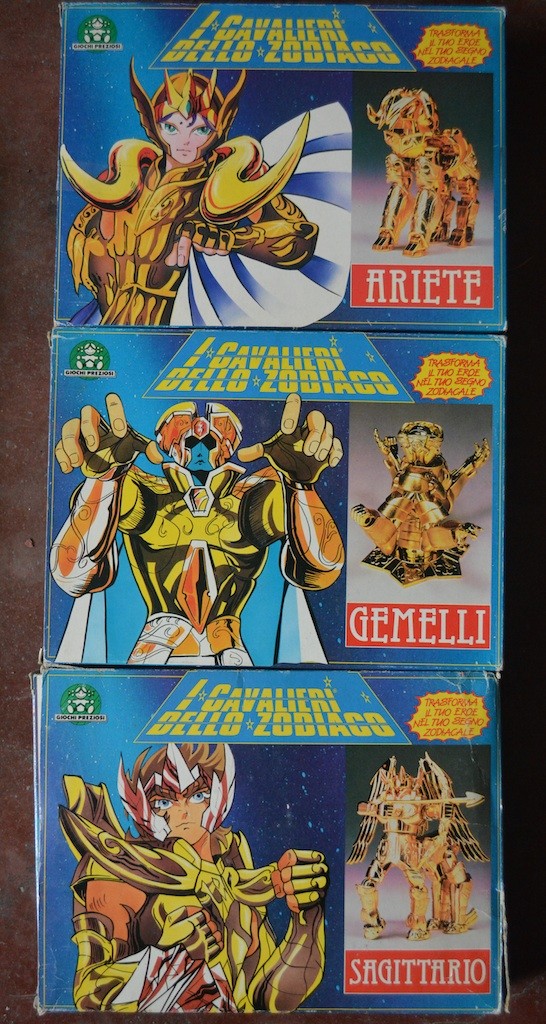 GIOCHI PREZIOSI
I CAVALIERI
DELLO ZODIACO
TRASFORMA
IL TUO EROE
NEL TUO SEGNO
ZODIACALE
ARIETE
GIOCHI PREZIOSI
I CAVALIERI
DELLO ZODIACO
TRASFORMA
IL TUO EROE
NEL TUO SEGNO
ZODIACALE
GEMELLI
GIOCHI PREZIOSI
I CAVALIERI
DELLO ZODIACO
TRASFORMA
IL TUO EROE
NEL TUO SEGNO
ZODIACALE
SAGITTARIO